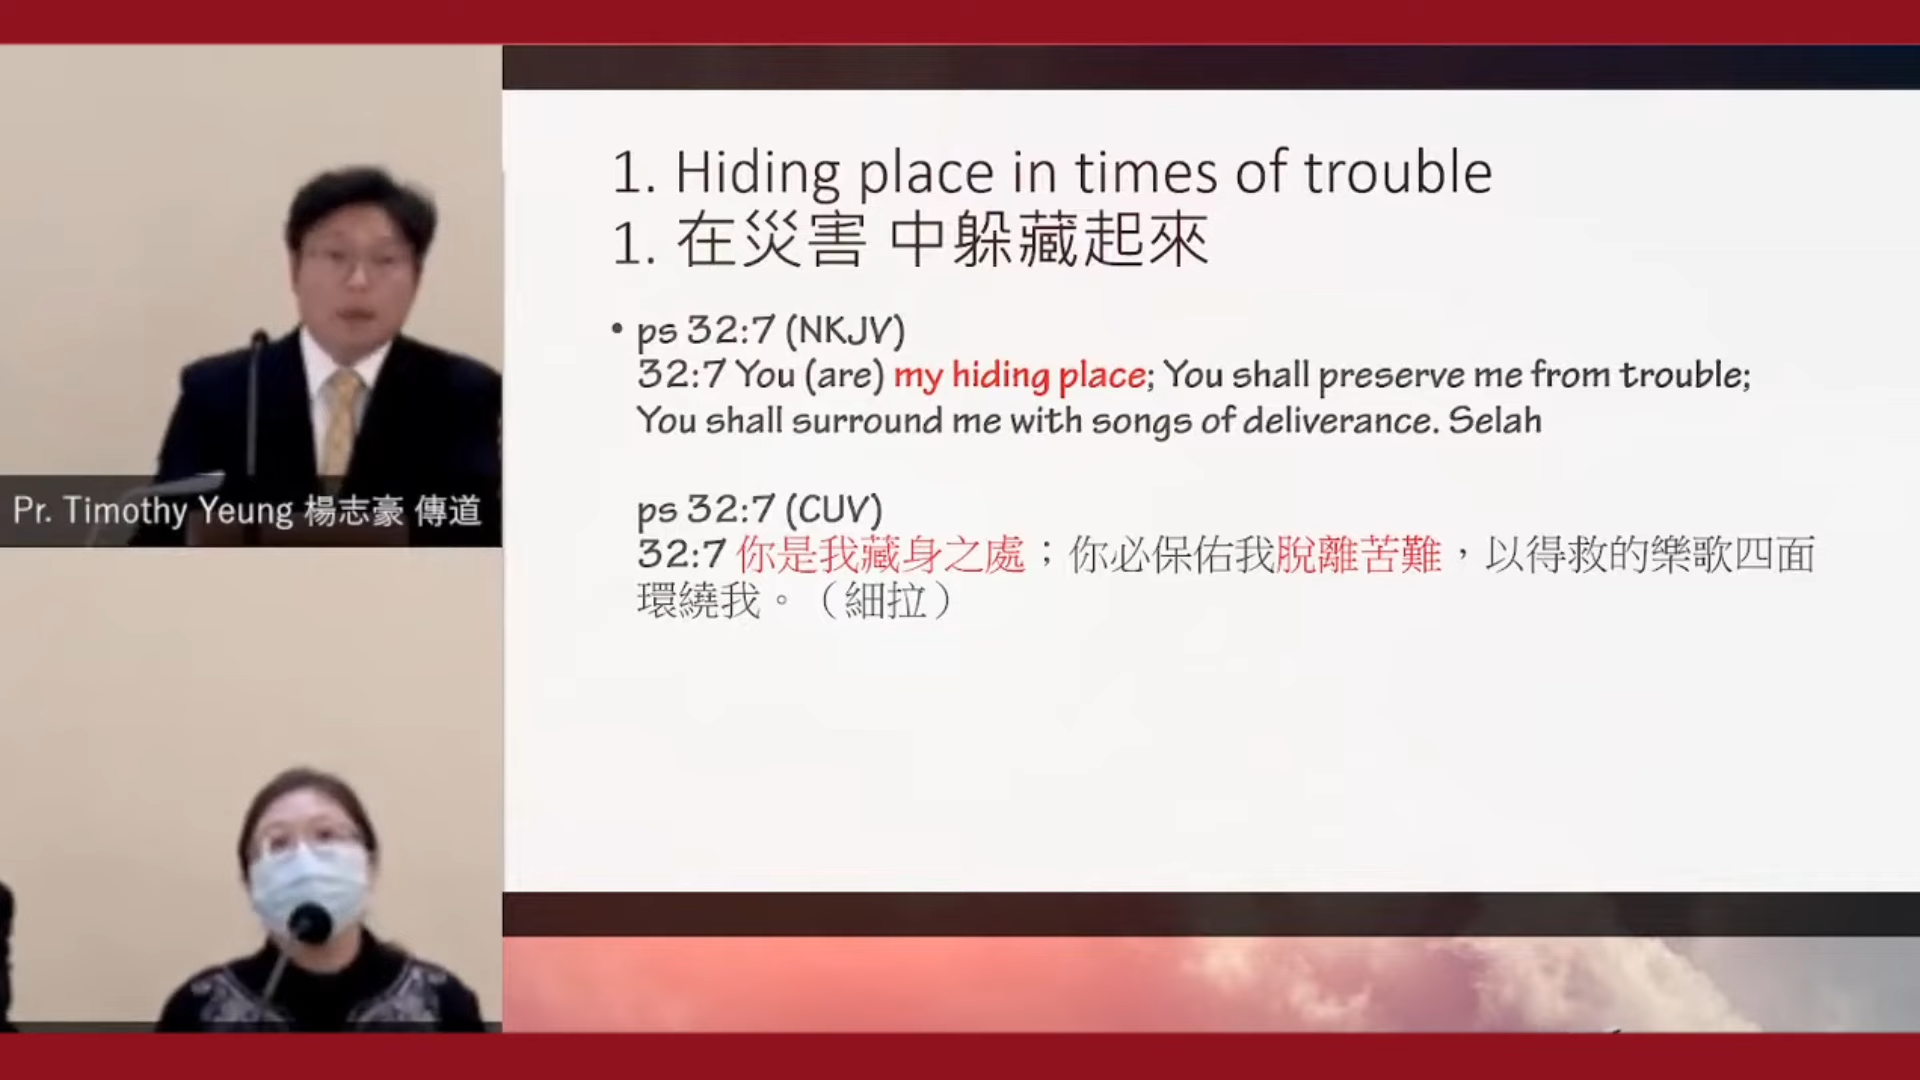 1. Hiding place in times of trouble
1. 在災害 中躲藏起來
• ps 32:7 (NKJV)
32:7 You (are) my hiding place; You shall preserve me from trouble;
You shall surround me with songs of deliverance. Selah
ps 32:7 (CUV)
32:7 你是我藏身之處；你必保佑我脫離苦難，以得救的樂歌四面
環繞我。（細拉）
Pr. Timothy Yeung 楊志豪 傳道